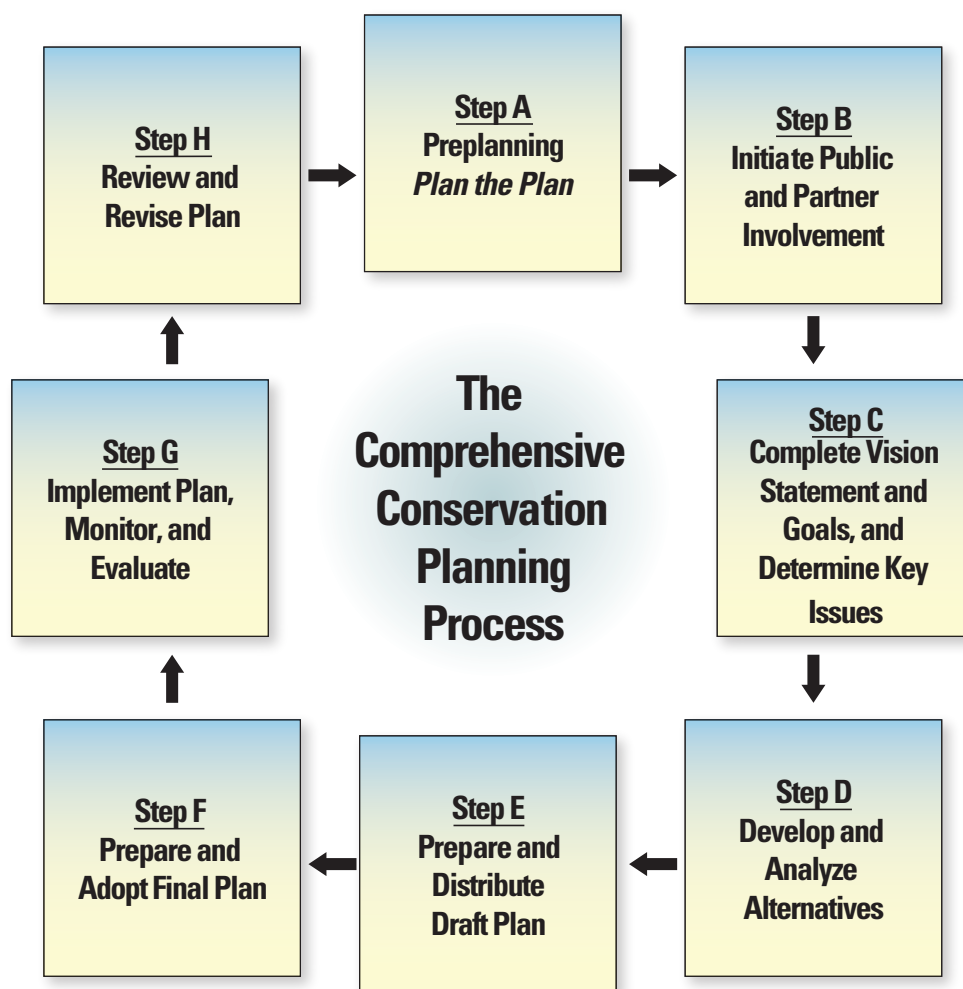 Step A
Preplanning
Plan the Plan
Step B
Initiate Public
and Partner
Involvement
Step C
Complete Vision
Statement and
Goals, and
Determine Key
Issues
Step D
Develop and
Analyze
Alternatives
Step E
Prepare and
Distribute
Draft Plan
Step F
Prepare and
Adopt Final Plan
Step G
Implement Plan,
Monitor, and
Evaluate
Step H
Review and
Revise Plan
The
Comprehensive
Conservation
Planning
Process